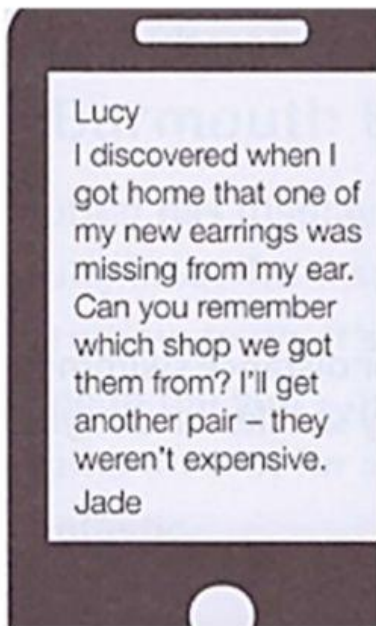 Lucy
I discovered when I
got home that one of
my new earrings was
missing from my ear.
Can you remember
which shop we got
them from? I'll get
another pair – they
weren't expensive.
Jade